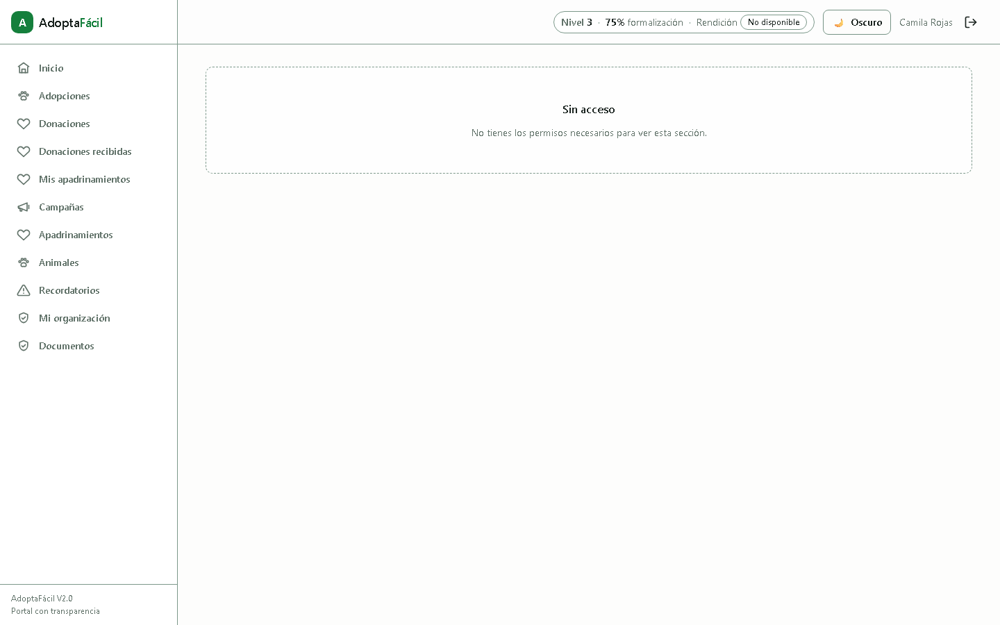 A AdoptaFácil
Nivel 3 · 75% formalización · Rendición No disponible
🌙 Oscuro
Camila Rojas
Inicio
Adopciones
Donaciones
Donaciones recibidas
Mis apadrinamientos
Campañas
Apadrinamientos
Animales
Recordatorios
Mi organización
Documentos
Sin acceso
No tienes los permisos necesarios para ver esta sección.
AdoptaFácil V2.0
Portal con transparencia